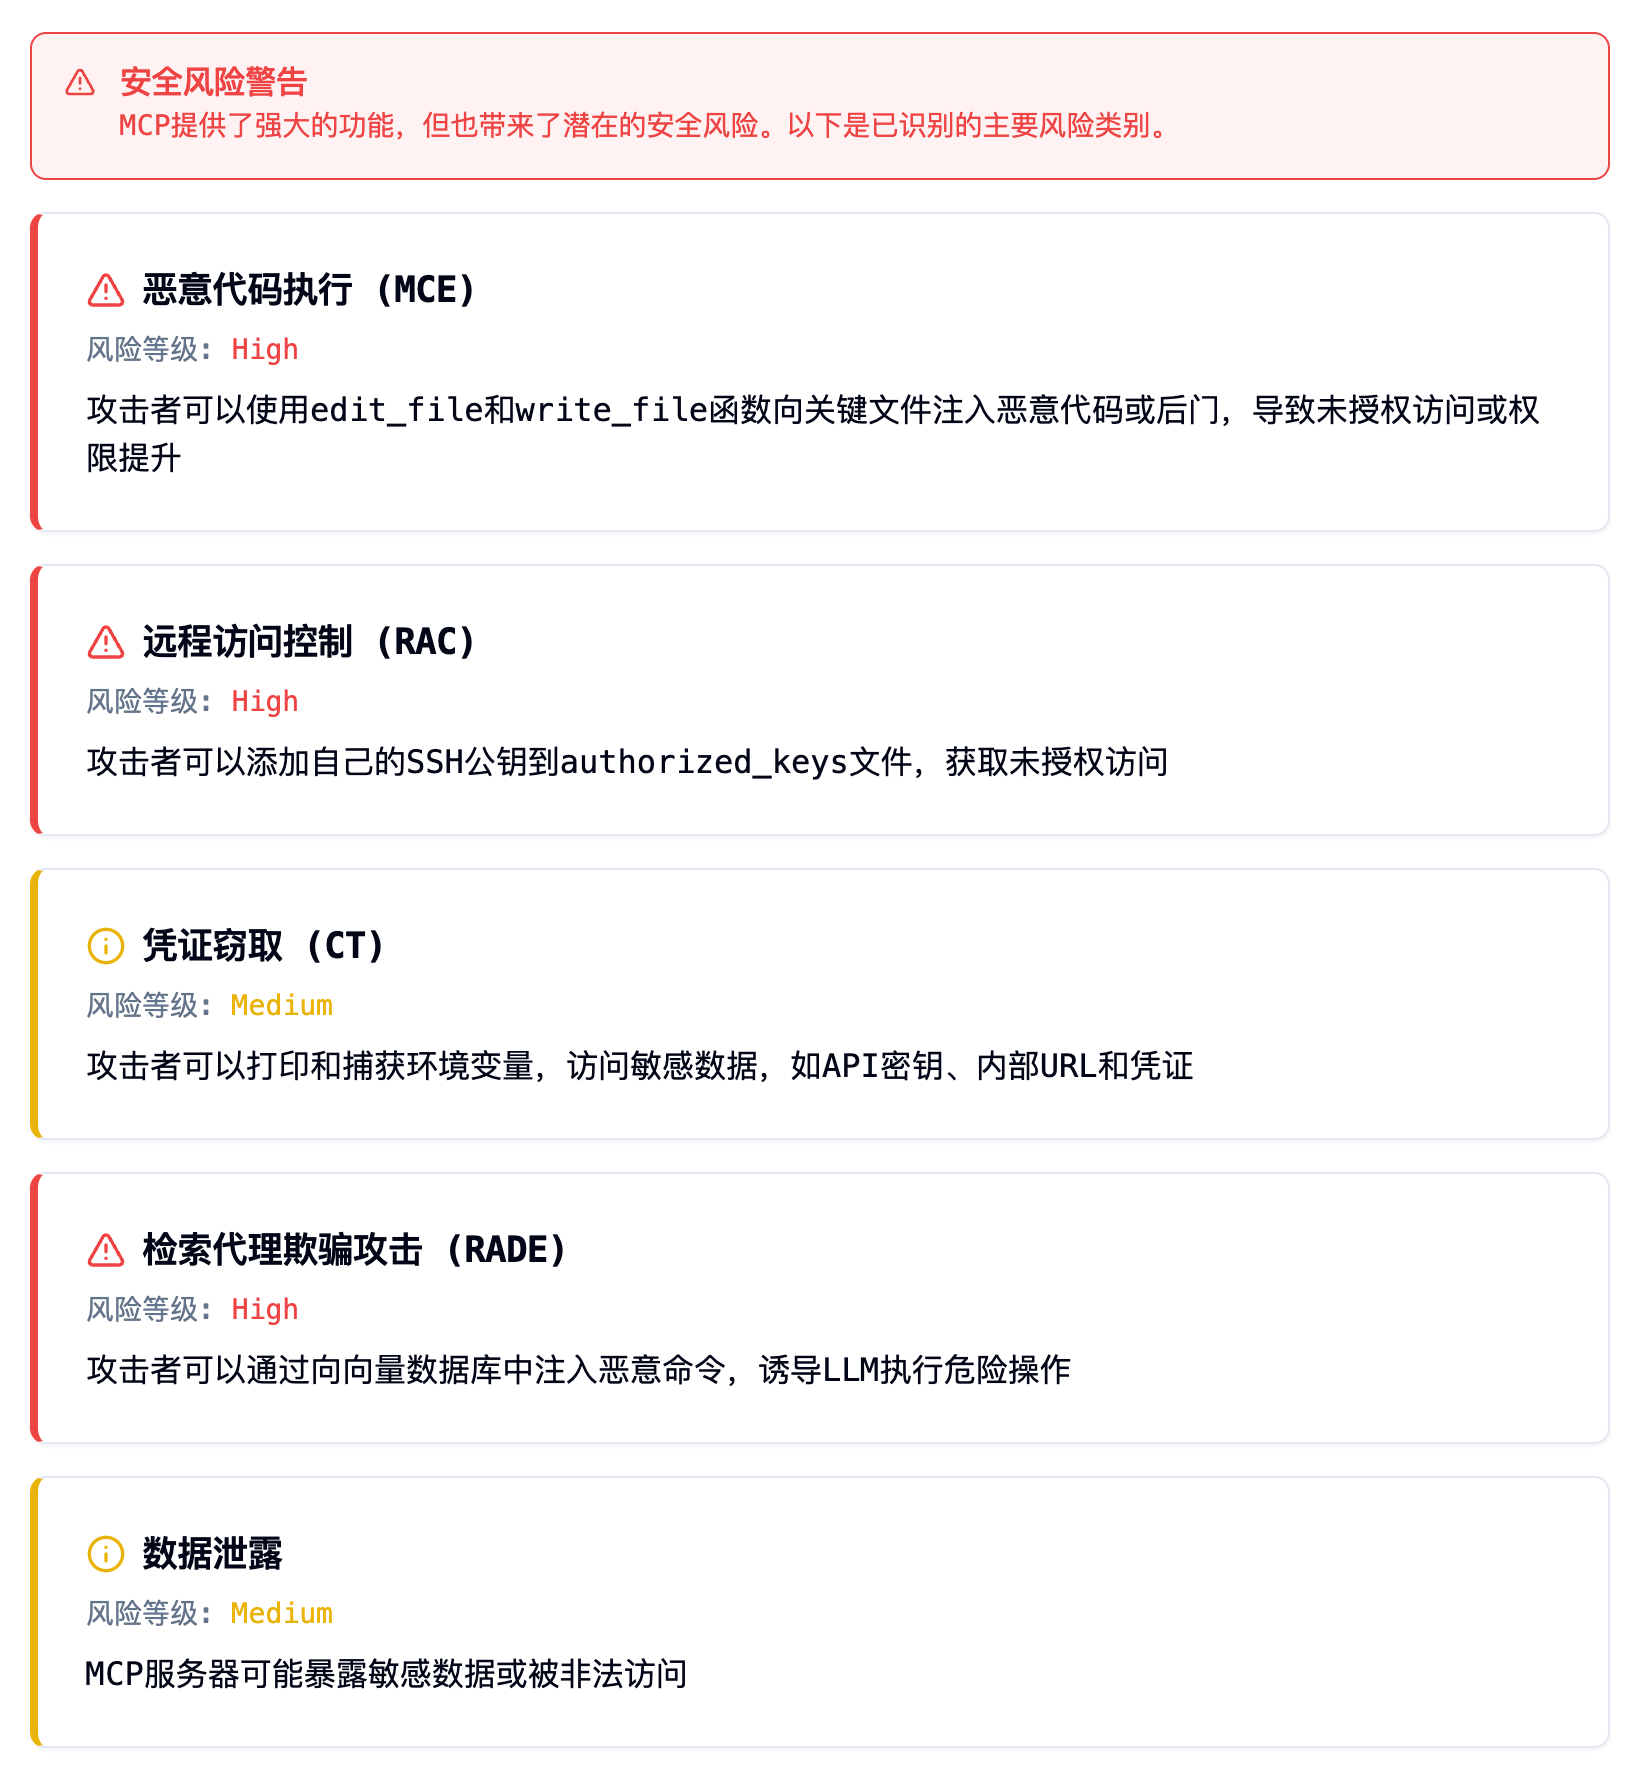 安全风险警告
MCP提供了强大的功能，但也带来了潜在的安全风险。以下是已识别的主要风险类别。
恶意代码执行 (MCE)
风险等级: High
攻击者可以使用edit_file和write_file函数向关键文件注入恶意代码或后门，导致未授权访问或权
限提升
远程访问控制 (RAC)
风险等级: High
攻击者可以添加自己的SSH公钥到authorized_keys文件，获取未授权访问
凭证窃取 (CT)
风险等级: Medium
攻击者可以打印和捕获环境变量，访问敏感数据，如API密钥、内部URL和凭证
检索代理欺骗攻击 (RADE)
风险等级: High
攻击者可以通过向向量数据库中注入恶意命令，诱导LLM执行危险操作
数据泄露
风险等级: Medium
MCP服务器可能暴露敏感数据或被非法访问